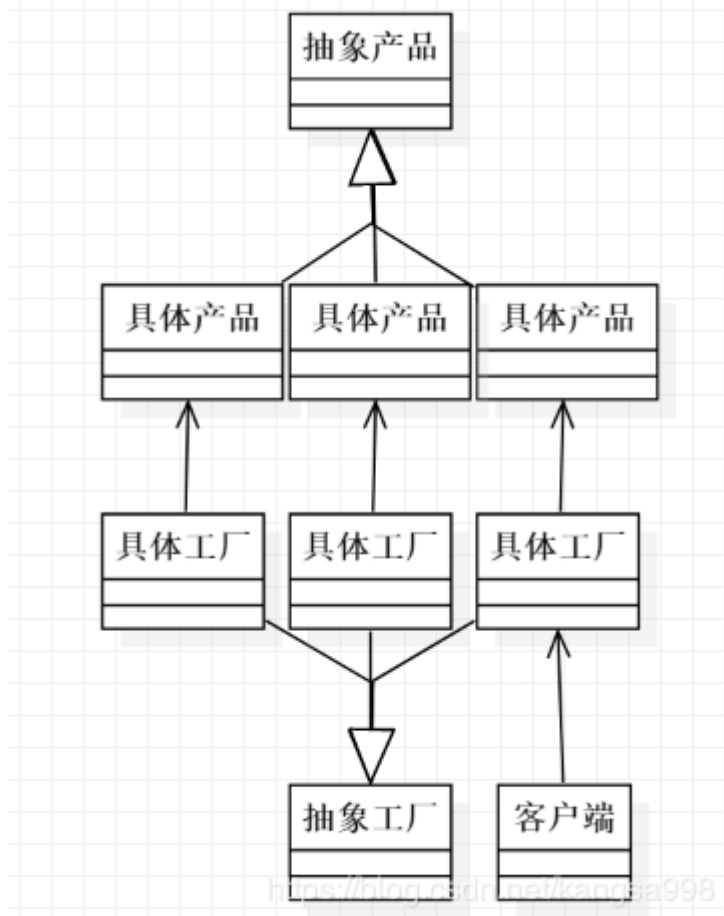 抽象产品
具体产品
具体产品
具体产品
具体工厂
具体工厂
具体工厂
抽象工厂
客户端
https://blog.csdn.net/kangsa998